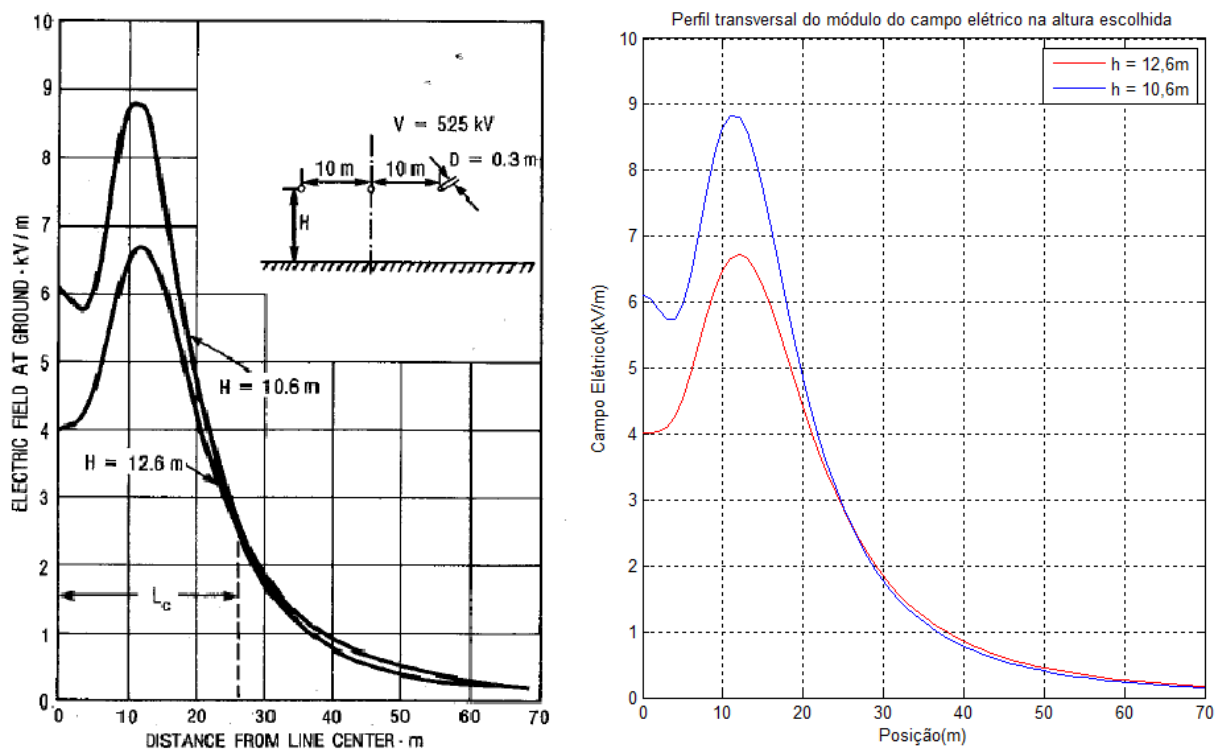 ELECTRIC FIELD AT GROUND - kV / m
10
9
8
7
6
5
4
3
2
1
0
V = 525 kV
10 m
10 m
D = 0.3 m
H
H = 10.6 m
H = 12.6 m
Lc
0
10
20
30
40
50
60
70
DISTANCE FROM LINE CENTER - m
Perfil transversal do módulo do campo elétrico na altura escolhida
h = 12,6m
h = 10,6m
Campo Elétrico(kV/m)
10
9
8
7
6
5
4
3
2
1
0
0
10
20
30
40
50
60
70
Posição(m)